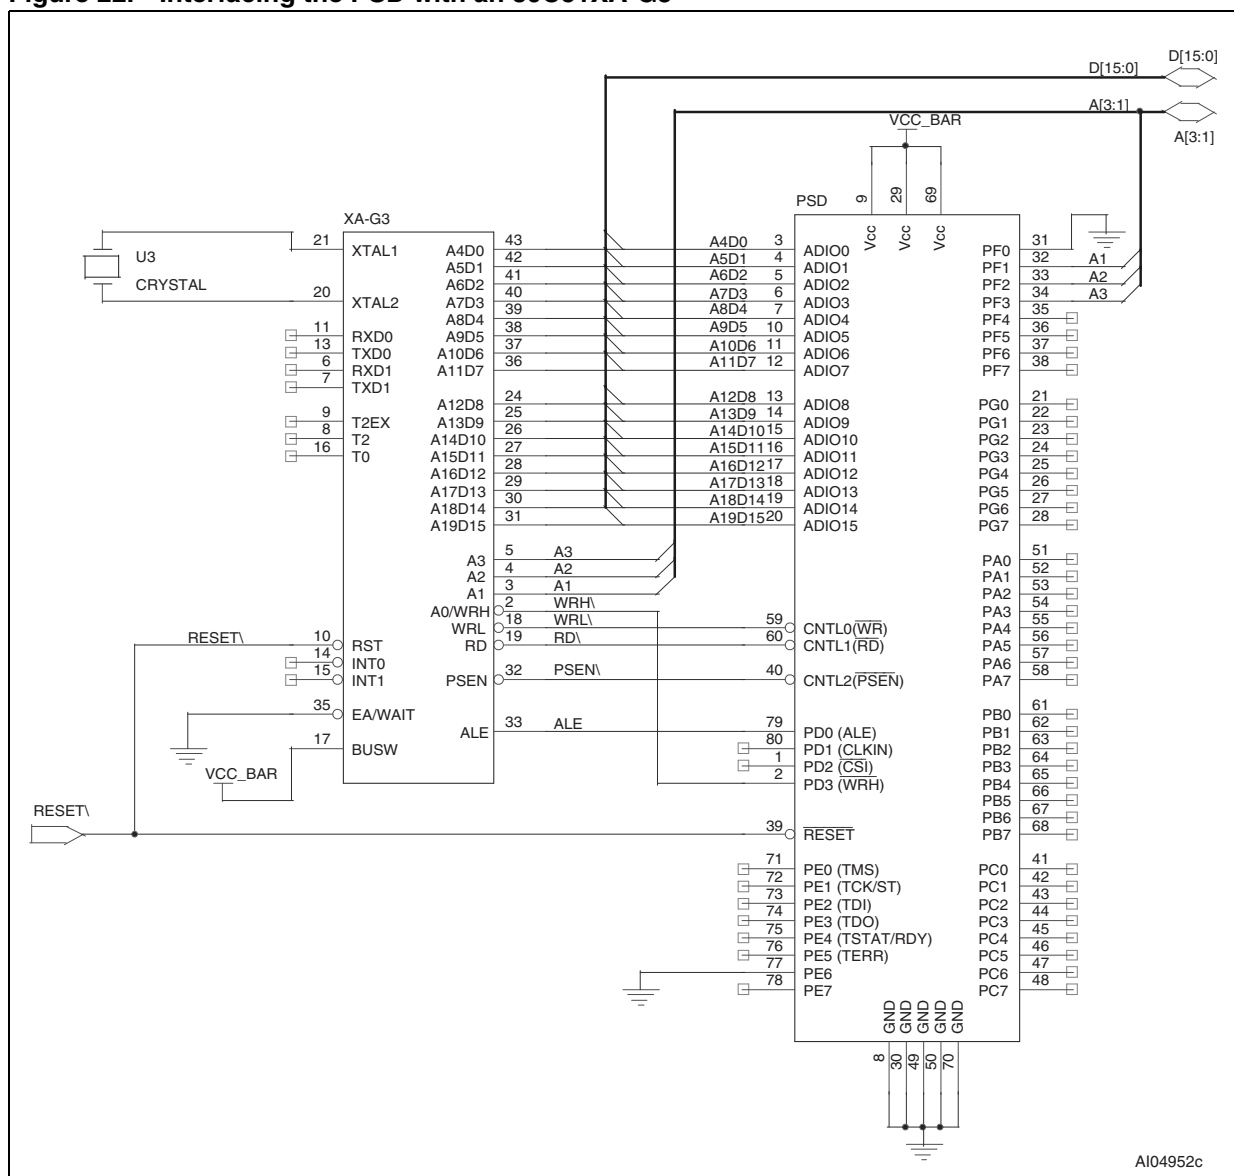 D[15:0]
D[15:0]
A[3:1]
A[3:1]
VCC_BAR
PSD
9
29
69
Vcc
Vcc
Vcc
XA-G3
U3
CRYSTAL
21
XTAL1
20
XTAL2
11
RXD0
13
TXD0
6
RXD1
7
TXD1
9
T2EX
8
T2
16
T0
RESET\
10
RST
14
INT0
15
INT1
35
EA/WAIT
17
BUSW
VCC_BAR
RESET\
A4D0 43
A5D1 42
A6D2 41
A7D3 40
A8D4 39
A9D5 38
A10D6 37
A11D7 36
A12D8 24
A13D9 25
A14D10 26
A15D11 27
A16D12 28
A17D13 29
A18D14 30
A19D15 31
A3 5 A3
A2 4 A2
A1 3 A1
A0/WRH 2 WRH\
WRL 18 WRL\
RD 19 RD\
PSEN 32 PSEN\
ALE 33 ALE
A4D0 3 ADIO0
A5D1 4 ADIO1
A6D2 5 ADIO2
A7D3 6 ADIO3
A8D4 7 ADIO4
A9D5 10 ADIO5
A10D6 11 ADIO6
A11D7 12 ADIO7
A12D8 13 ADIO8
A13D9 14 ADIO9
A14D10 15 ADIO10
A15D11 16 ADIO11
A16D12 17 ADIO12
A17D13 18 ADIO13
A18D14 19 ADIO14
A19D15 20 ADIO15
59 CNTL0(WR)
60 CNTL1(RD)
40 CNTL2(PSEN)
79 PD0 (ALE)
80 PD1 (CLKIN)
1 PD2 (CSI)
2 PD3 (WRH)
39 RESET
71 PE0 (TMS)
72 PE1 (TCK/ST)
73 PE2 (TDI)
74 PE3 (TDO)
75 PE4 (TSTAT/RDY)
76 PE5 (TERR)
77 PE6
78 PE7
PF0 31
PF1 32 A1
PF2 33 A2
PF3 34 A3
PF4 35
PF5 36
PF6 37
PF7 38
PG0 21
PG1 22
PG2 23
PG3 24
PG4 25
PG5 26
PG6 27
PG7 28
PA0 51
PA1 52
PA2 53
PA3 54
PA4 55
PA5 56
PA6 57
PA7 58
PB0 61
PB1 62
PB2 63
PB3 64
PB4 65
PB5 66
PB6 67
PB7 68
PC0 41
PC1 42
PC2 43
PC3 44
PC4 45
PC5 46
PC6 47
PC7 48
GND
GND
GND
GND
GND
8
30
49
50
70
AI04952c